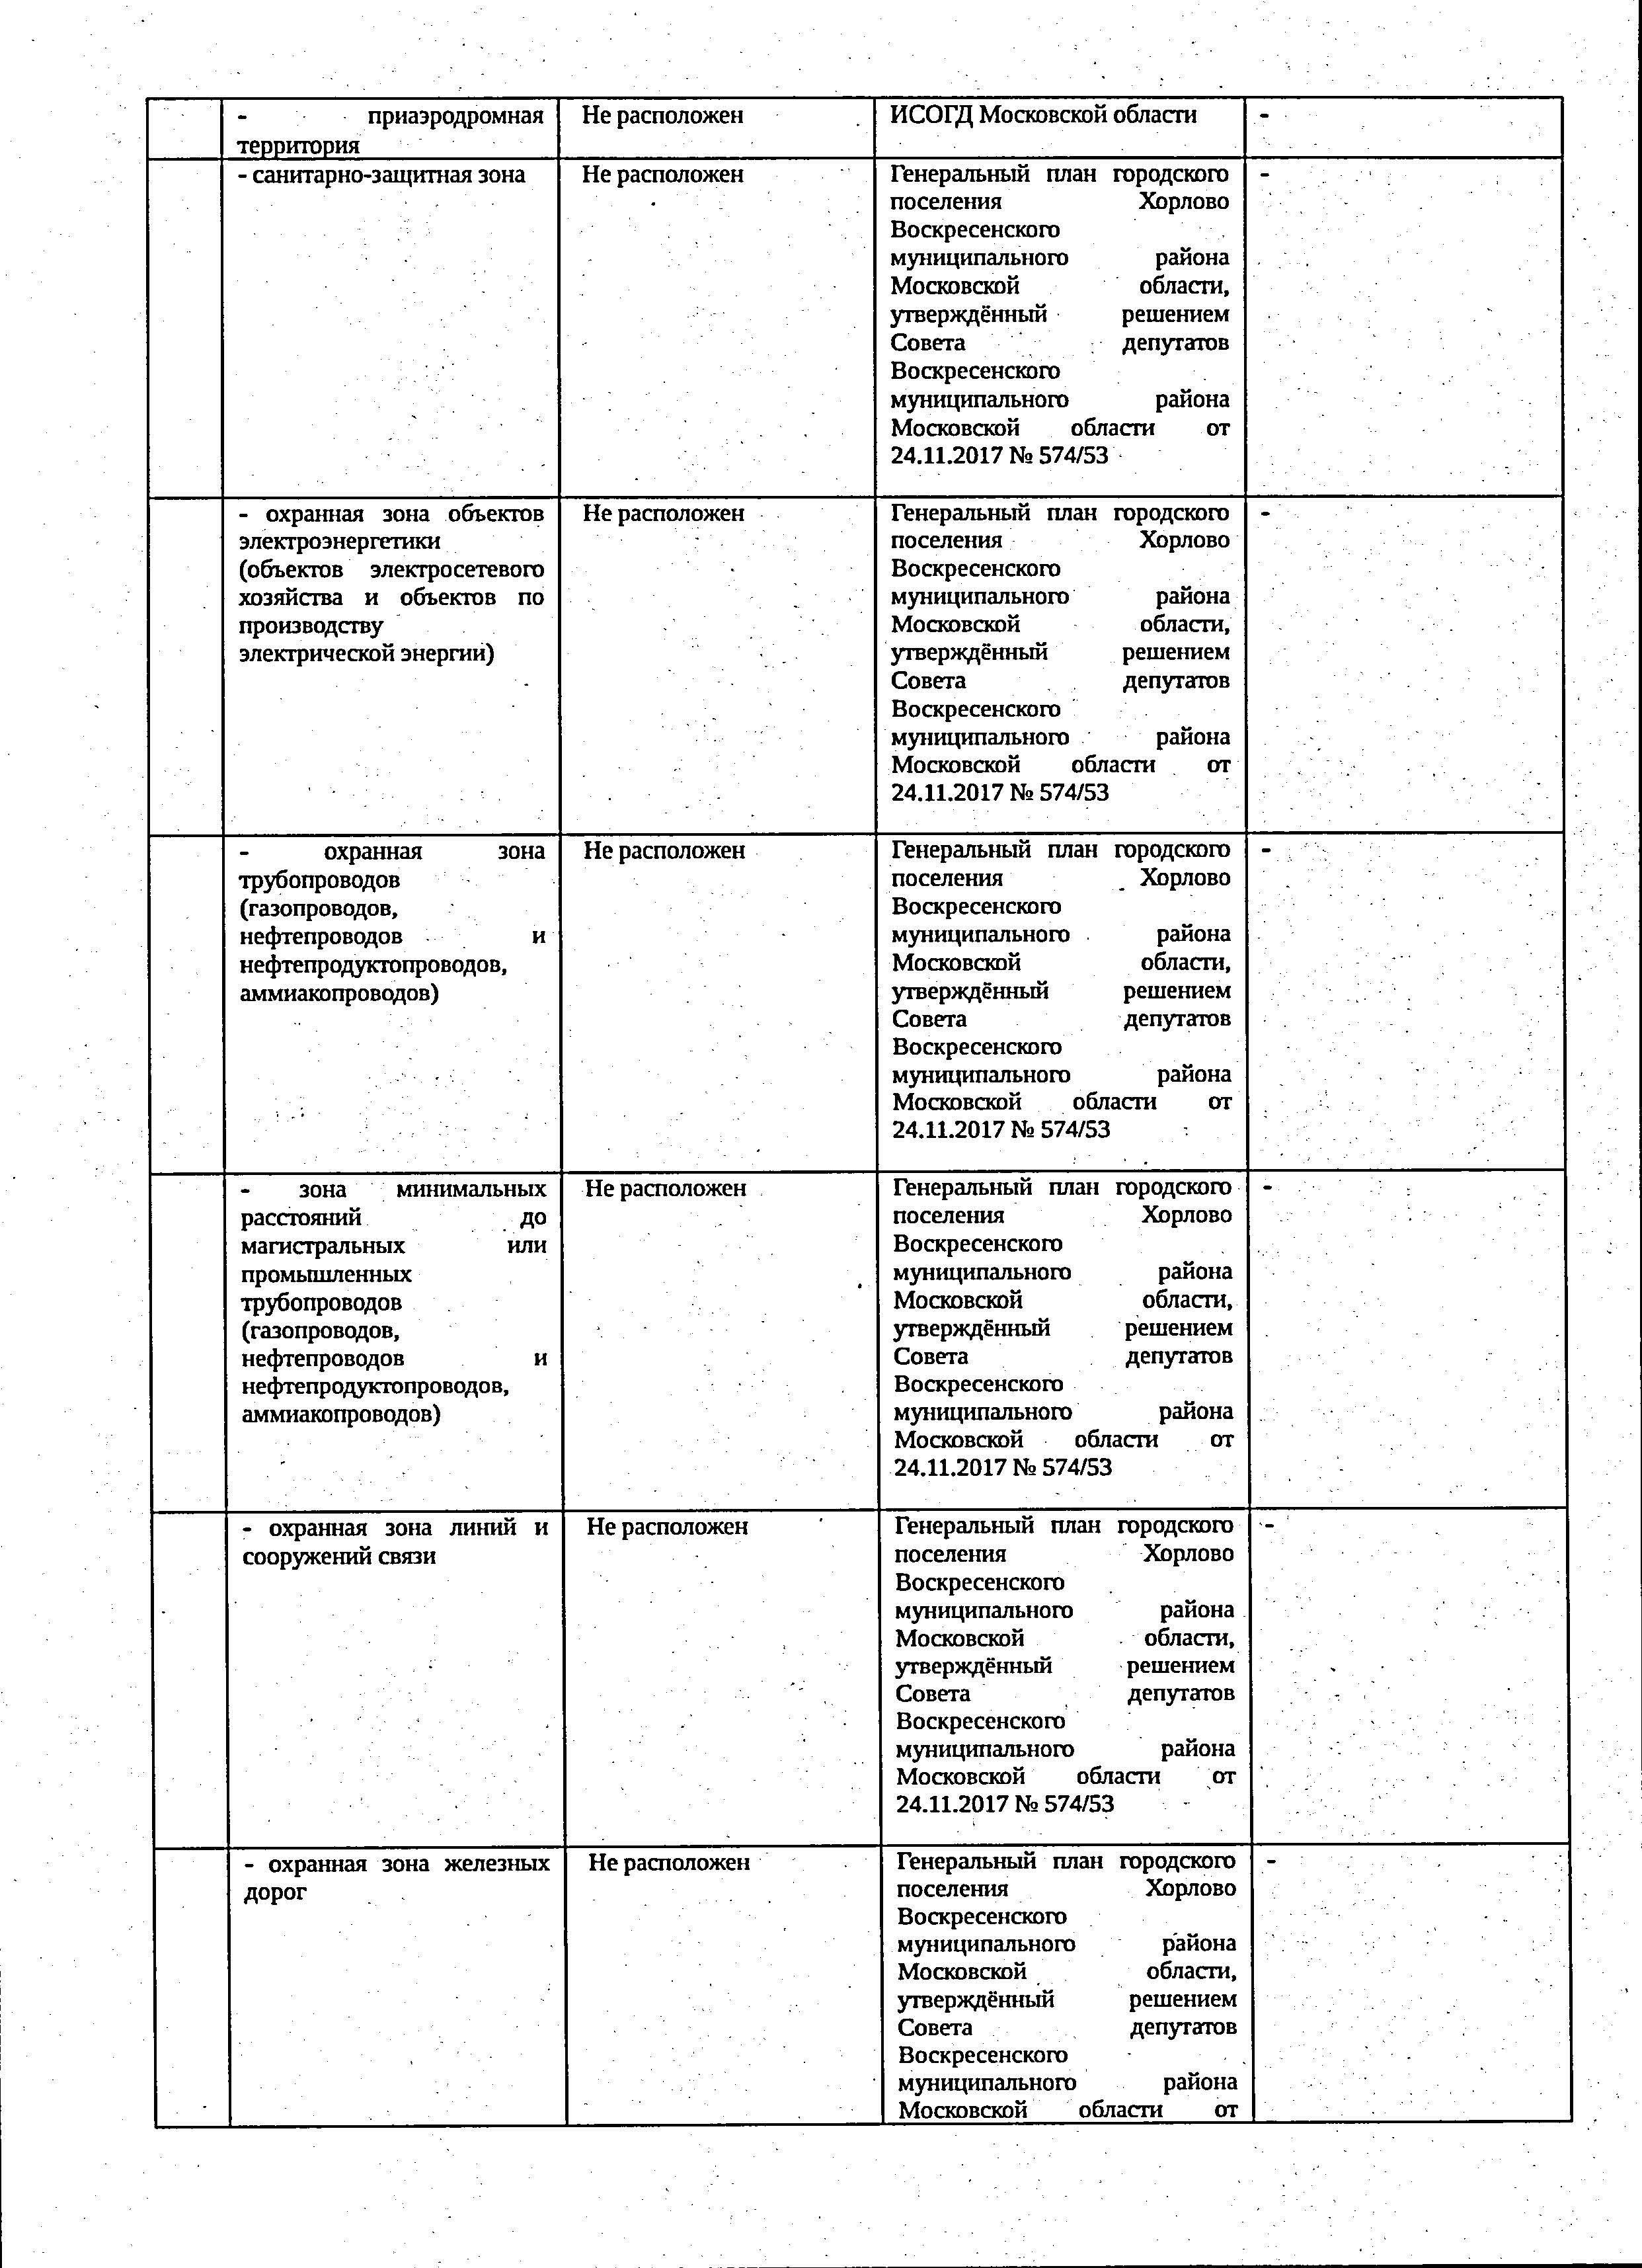 - приаэродромная
территория
Не расположен
ИСОГД Московской области
-
- санитарно-защитная зона
Не расположен
Генеральный план городского
поселения Хорлово
Воскресенского
муниципального района
Московской области,
утверждённый решением
Совета депутатов
Воскресенского
муниципального района
Московской области от
24.11.2017 № 574/53
-
- охранная зона объектов
электроэнергетики
(объектов электросетевого
хозяйства и объектов по
производству
электрической энергии)
Не расположен
Генеральный план городского
поселения Хорлово
Воскресенского
муниципального района
Московской области,
утверждённый решением
Совета депутатов
Воскресенского
муниципального района
Московской области от
24.11.2017 № 574/53
-
- охранная зона
трубопроводов
(газопроводов,
нефтепроводов и
нефтепродуктопроводов,
аммиакопроводов)
Не расположен
Генеральный план городского
поселения Хорлово
Воскресенского
муниципального района
Московской области,
утверждённый решением
Совета депутатов
Воскресенского
муниципального района
Московской области от
24.11.2017 № 574/53
-
- зона минимальных
расстояний до
магистральных или
промышленных
трубопроводов
(газопроводов,
нефтепроводов и
нефтепродуктопроводов,
аммиакопроводов)
Не расположен
Генеральный план городского
поселения Хорлово
Воскресенского
муниципального района
Московской области,
утверждённый решением
Совета депутатов
Воскресенского
муниципального района
Московской области от
24.11.2017 № 574/53
-
- охранная зона линий и
сооружений связи
Не расположен
Генеральный план городского
поселения Хорлово
Воскресенского
муниципального района
Московской области,
утверждённый решением
Совета депутатов
Воскресенского
муниципального района
Московской области от
24.11.2017 № 574/53
-
- охранная зона железных
дорог
Не расположен
Генеральный план городского
поселения Хорлово
Воскресенского
муниципального района
Московской области,
утверждённый решением
Совета депутатов
Воскресенского
муниципального района
Московской области от
-